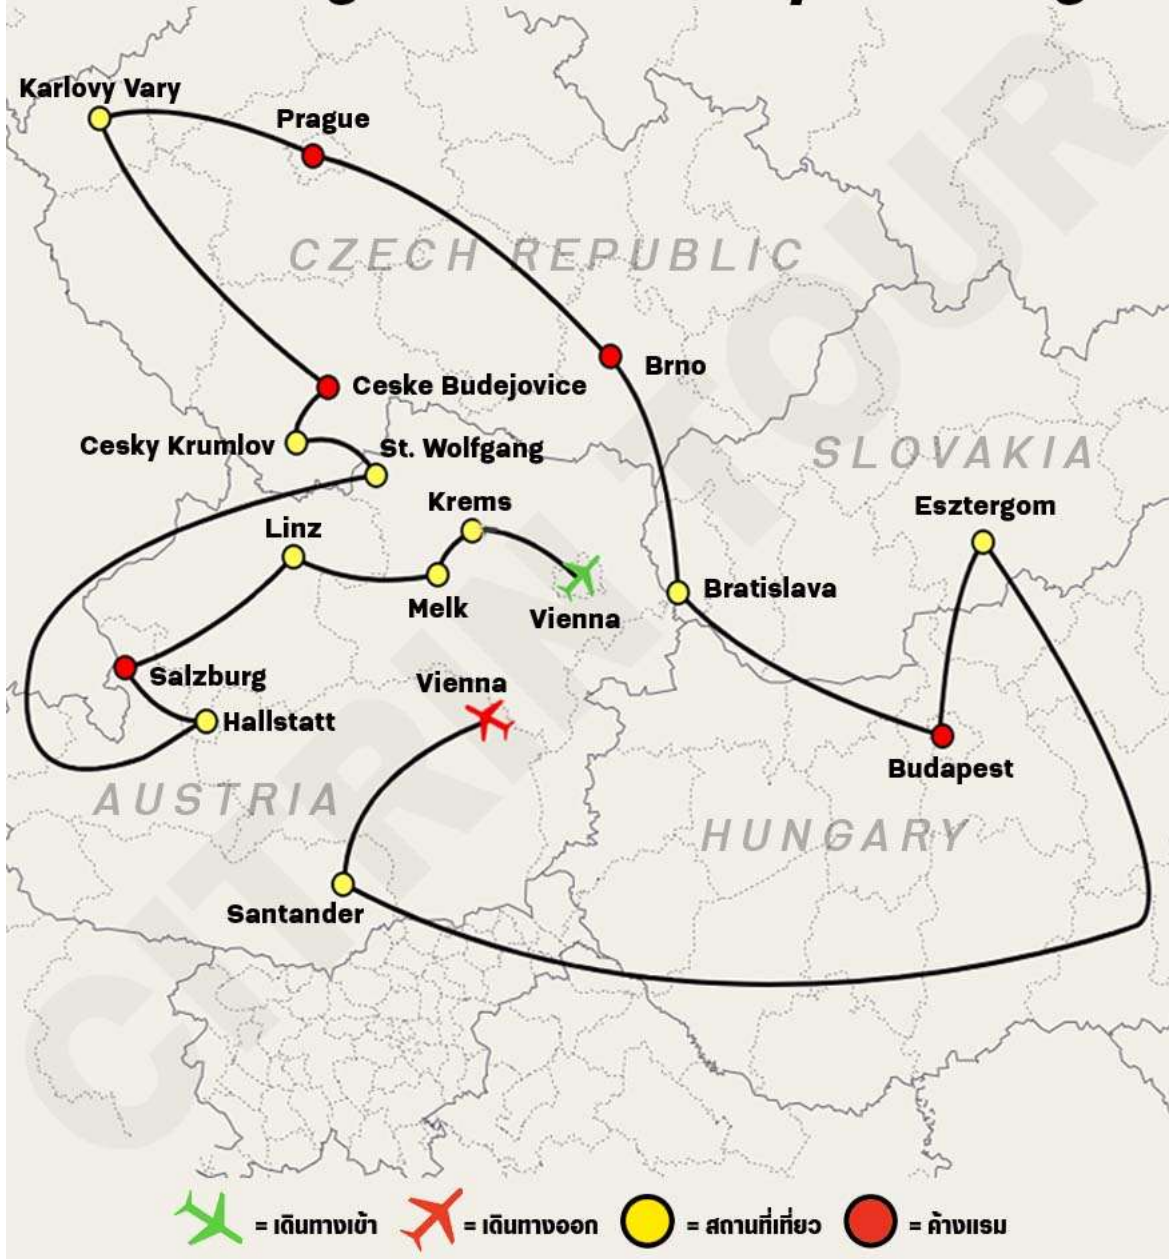 Karlovy Vary
Prague
CZECH REPUBLIC
Brno
Ceske Budejovice
Cesky Krumlov
St. Wolfgang
SLOVAKIA
Krems
Esztergom
Linz
Melk
Vienna
Bratislava
Salzburg
Vienna
Hallstatt
Budapest
AUSTRIA
HUNGARY
Santander
CITRIN TOUR
= เดินทางเข้า = เดินทางออก = สถานที่เที่ยว = ค้างแรม